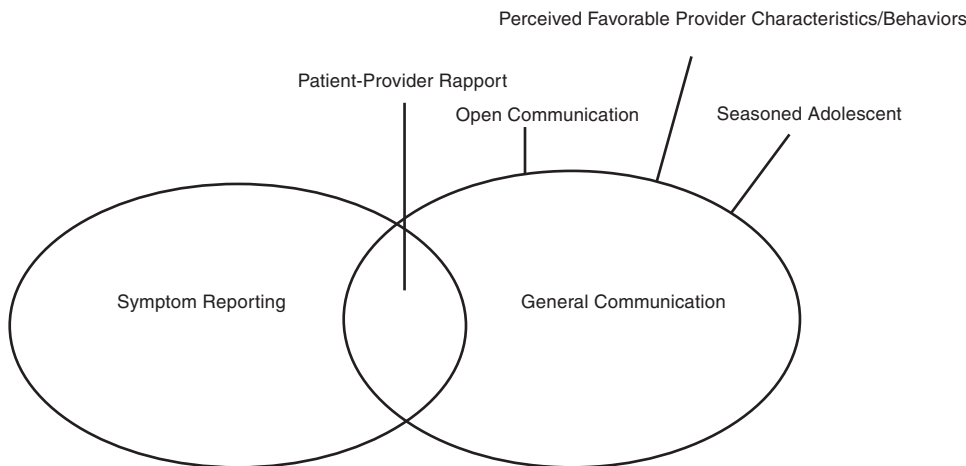 Perceived Favorable Provider Characteristics/Behaviors
Patient-Provider Rapport
Open Communication
Seasoned Adolescent
Symptom Reporting
General Communication